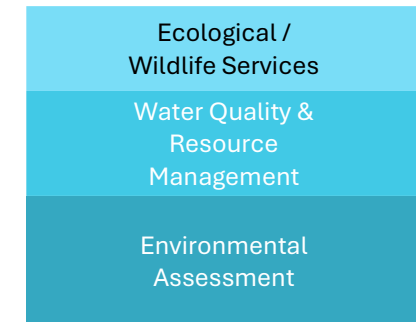 Ecological /
Wildlife Services
Water Quality &
Resource
Management
Environmental
Assessment